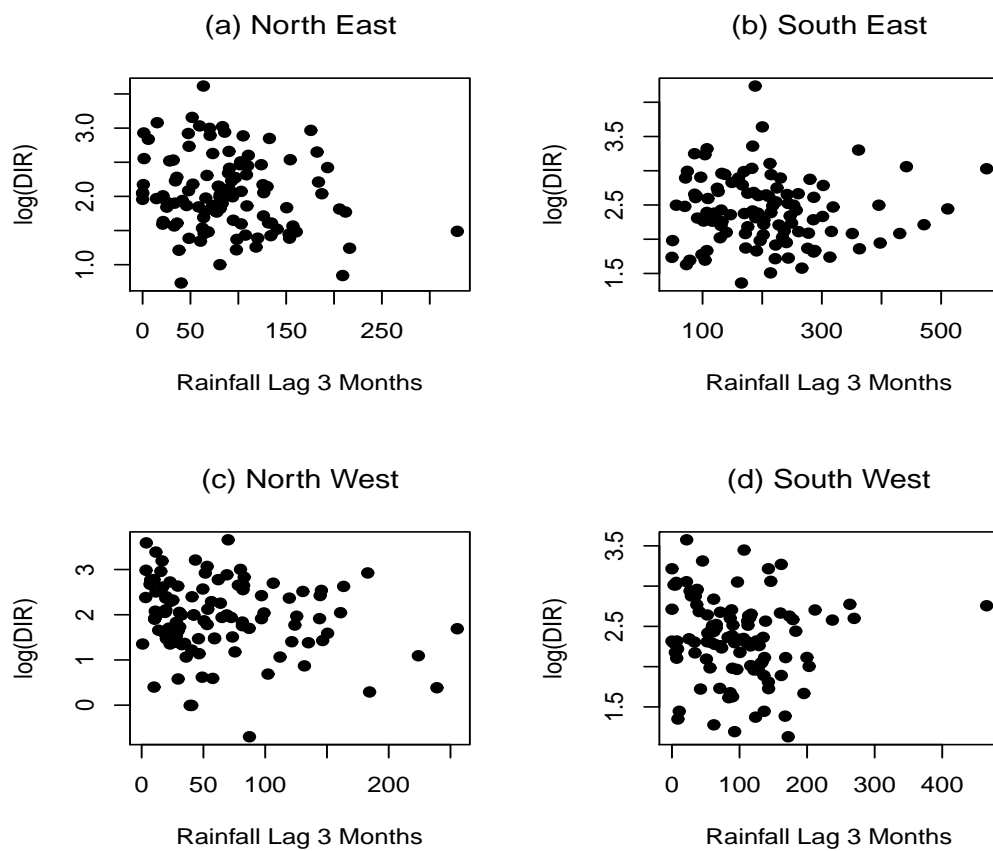 (a) North East
log(DIR)
3.0
2.0
1.0
0 50 150 250
Rainfall Lag 3 Months
(b) South East
log(DIR)
3.5
2.5
1.5
100 300 500
Rainfall Lag 3 Months
(c) North West
log(DIR)
3
2
1
0
0 50 100 200
Rainfall Lag 3 Months
(d) South West
log(DIR)
3.5
2.5
1.5
0 100 200 300 400
Rainfall Lag 3 Months